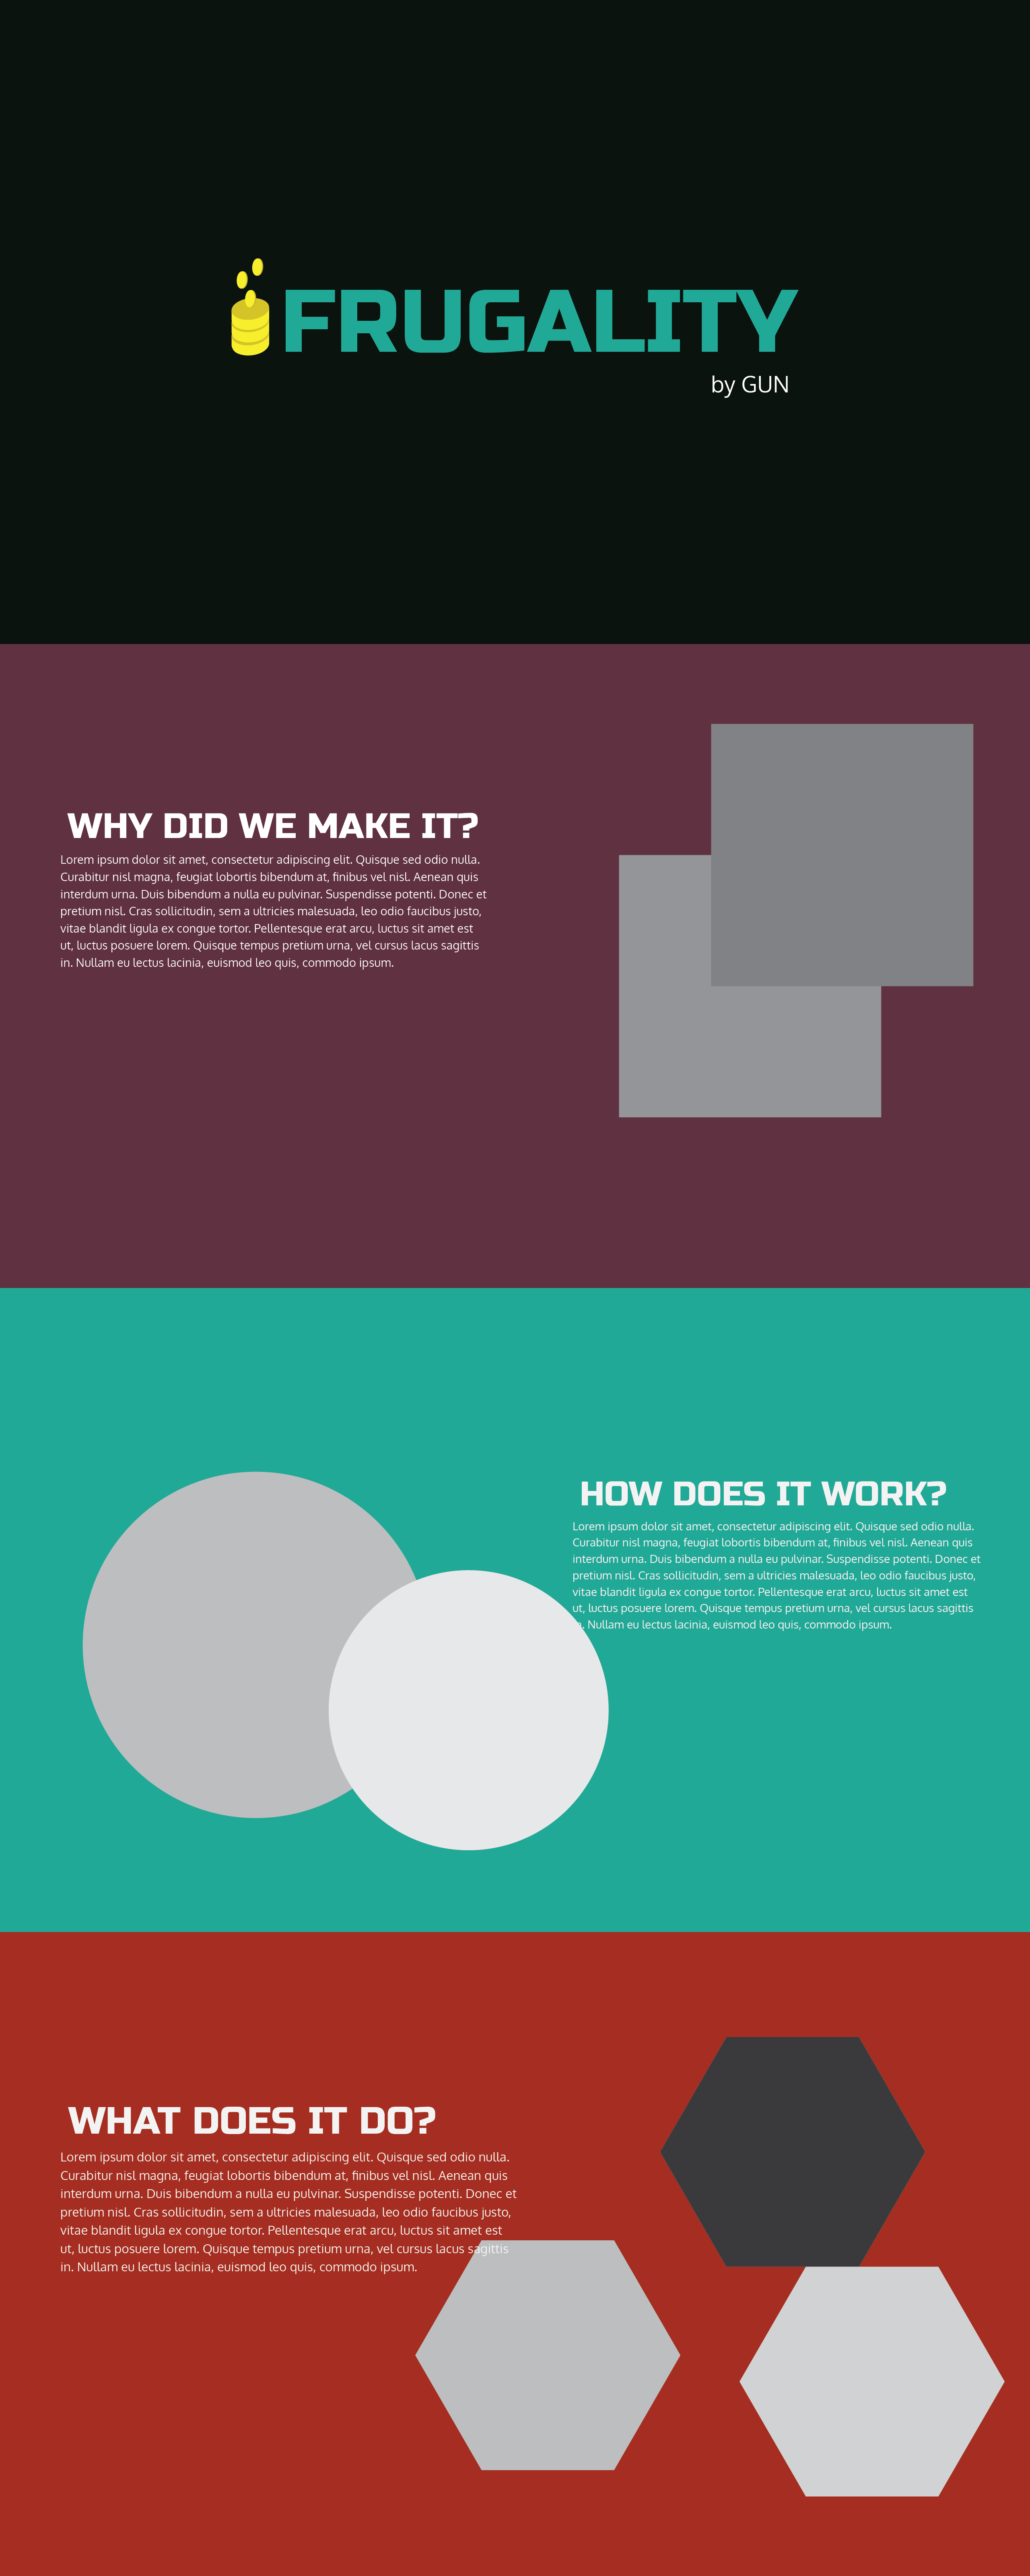 FRUGALITY
by GUN
WHY DID WE MAKE IT?
Lorem ipsum dolor sit amet, consectetur adipiscing elit. Quisque sed odio nulla.
Curabitur nisl magna, feugiat lobortis bibendum at, finibus vel nisl. Aenean quis
interdum urna. Duis bibendum a nulla eu pulvinar. Suspendisse potenti. Donec et
pretium nisl. Cras sollicitudin, sem a ultricies malesuada, leo odio faucibus justo,
vitae blandit ligula ex congue tortor. Pellentesque erat arcu, luctus sit amet est
ut, luctus posuere lorem. Quisque tempus pretium urna, vel cursus lacus sagittis
in. Nullam eu lectus lacinia, euismod leo quis, commodo ipsum.
HOW DOES IT WORK?
Lorem ipsum dolor sit amet, consectetur adipiscing elit. Quisque sed odio nulla.
Curabitur nisl magna, feugiat lobortis bibendum at, finibus vel nisl. Aenean quis
interdum urna. Duis bibendum a nulla eu pulvinar. Suspendisse potenti. Donec et
pretium nisl. Cras sollicitudin, sem a ultricies malesuada, leo odio faucibus justo,
vitae blandit ligula ex congue tortor. Pellentesque erat arcu, luctus sit amet est
ut, luctus posuere lorem. Quisque tempus pretium urna, vel cursus lacus sagittis
Nullam eu lectus lacinia, euismod leo quis, commodo ipsum.
WHAT DOES IT DO?
Lorem ipsum dolor sit amet, consectetur adipiscing elit. Quisque sed odio nulla.
Curabitur nisl magna, feugiat lobortis bibendum at, finibus vel nisl. Aenean quis
interdum urna. Duis bibendum a nulla eu pulvinar. Suspendisse potenti. Donec et
pretium nisl. Cras sollicitudin, sem a ultricies malesuada, leo odio faucibus justo,
vitae blandit ligula ex congue tortor. Pellentesque erat arcu, luctus sit amet est
ut, luctus posuere lorem. Quisque tempus pretium urna, vel cursus lacus sagittis
in. Nullam eu lectus lacinia, euismod leo quis, commodo ipsum.